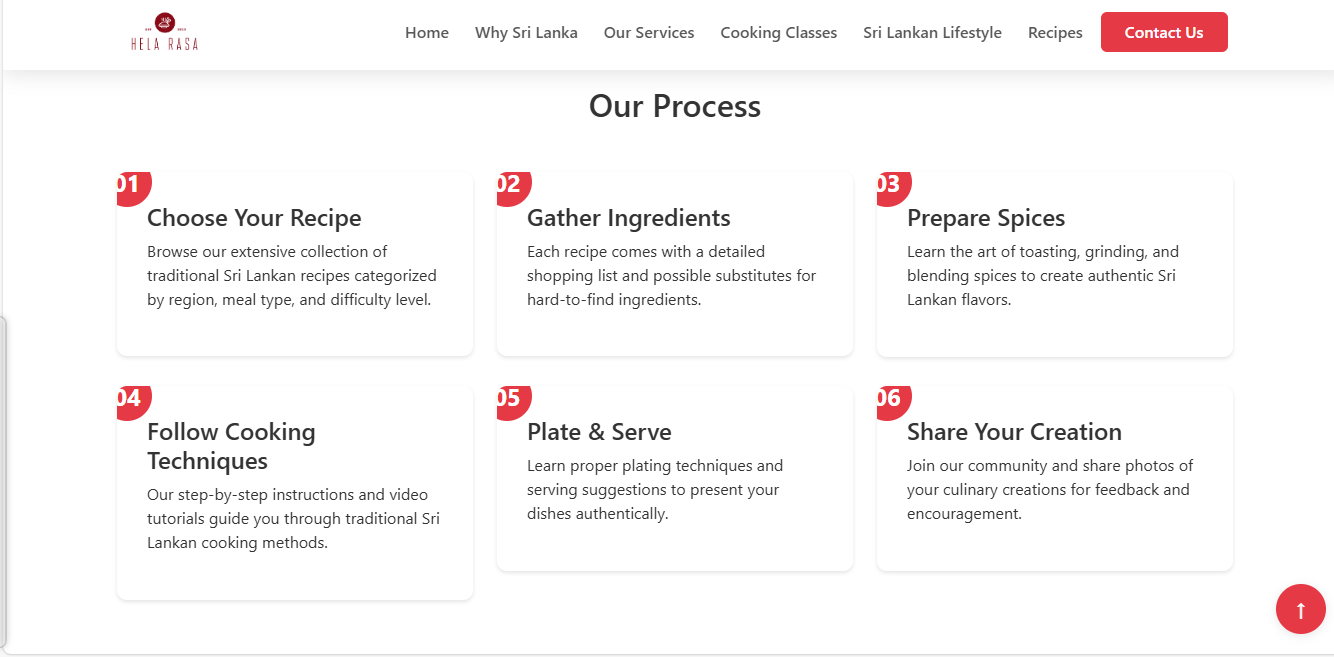 HELA RASA
Home Why Sri Lanka Our Services Cooking Classes Sri Lankan Lifestyle Recipes Contact Us
Our Process
01
Choose Your Recipe
Browse our extensive collection of
traditional Sri Lankan recipes categorized
by region, meal type, and difficulty level.
02
Gather Ingredients
Each recipe comes with a detailed
shopping list and possible substitutes for
hard-to-find ingredients.
03
Prepare Spices
Learn the art of toasting, grinding, and
blending spices to create authentic Sri
Lankan flavors.
04
Follow Cooking
Techniques
Our step-by-step instructions and video
tutorials guide you through traditional Sri
Lankan cooking methods.
05
Plate & Serve
Learn proper plating techniques and
serving suggestions to present your
dishes authentically.
06
Share Your Creation
Join our community and share photos of
your culinary creations for feedback and
encouragement.
↑